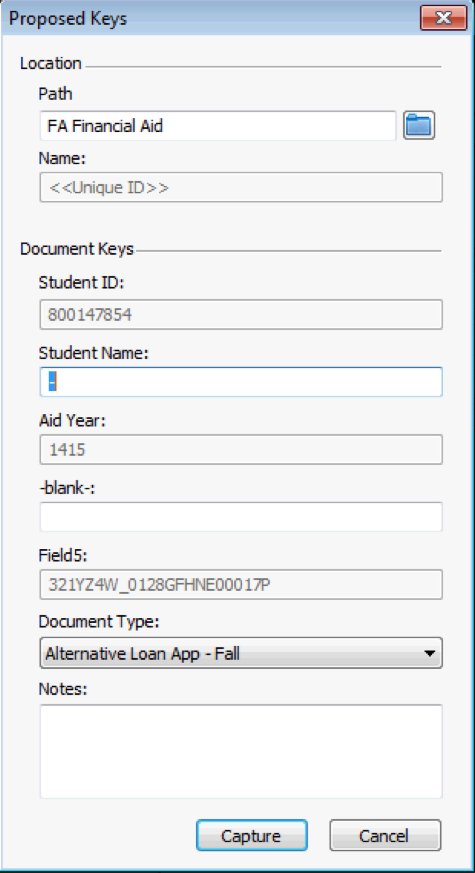 Proposed Keys
Location
Path
FA Financial Aid
Name:
<<Unique ID>>
Document Keys
Student ID:
800147854
Student Name:
-
Aid Year:
1415
-blank-:
Field5:
321YZ4W_0128GFHNE00017P
Document Type:
Alternative Loan App - Fall
Notes:
Capture Cancel